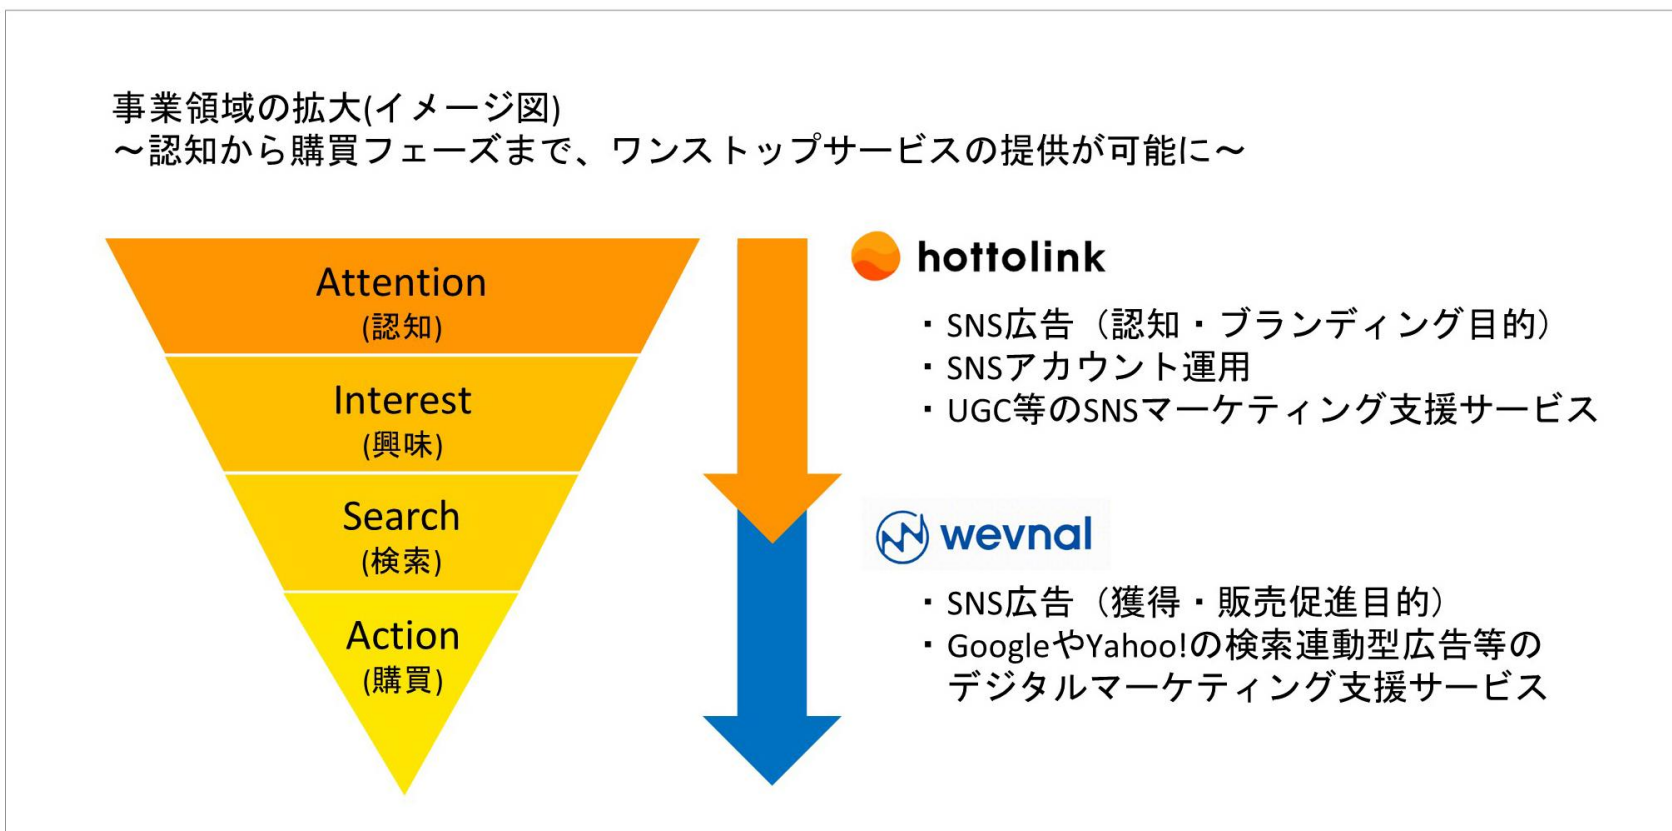 事業領域の拡大(イメージ図)
～認知から購買フェーズまで、ワンストップサービスの提供が可能に～
Attention
(認知)
Interest
(興味)
Search
(検索)
Action
(購買)
hottolink
・SNS広告（認知・ブランディング目的）
・SNSアカウント運用
・UGC等のSNSマーケティング支援サービス
wevnal
・SNS広告（獲得・販売促進目的）
・GoogleやYahoo!の検索連動型広告等の
デジタルマーケティング支援サービス